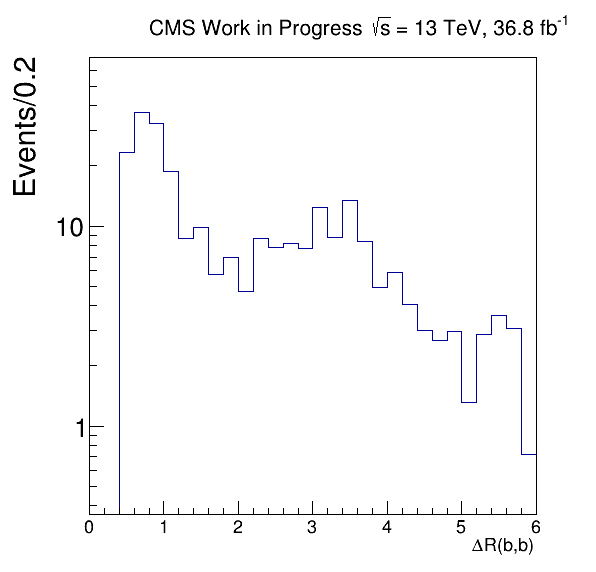 CMS Work in Progress √s = 13 TeV, 36.8 fb⁻¹
Events/0.2
10
1
0 1 2 3 4 5 6
ΔR(b,b)